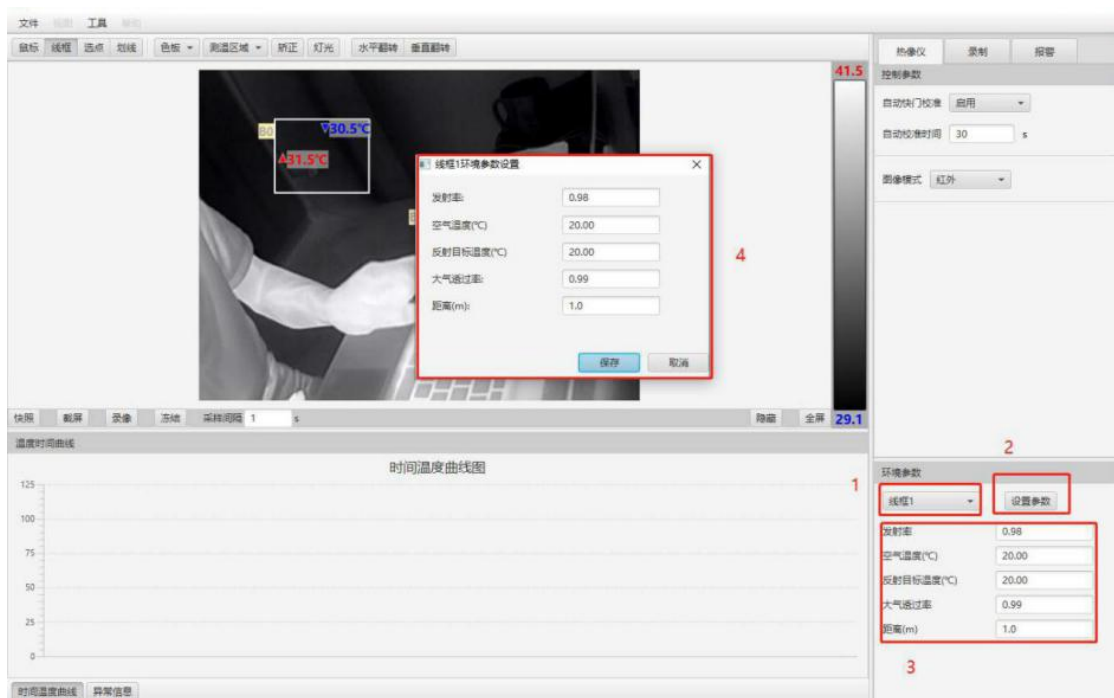 文件 视图 工具 帮助
鼠标 线框 选点 划线 色板 测温区域 矫正 灯光 水平翻转 垂直翻转
热像仪 录制 报警
41.5
控制参数
自动快门校准 启用
自动校准时间 30 s
图像模式 红外
B0
30.5℃
31.5℃
线框1环境参数设置
发射率: 0.98
空气温度(℃) 20.00
反射目标温度(℃) 20.00
大气透过率: 0.99
距离(m): 1.0
保存 取消
4
快照 截屏 录像 冻结 采样间隔 1 s 隐藏 全屏 29.1
温度时间曲线
时间温度曲线图
125
100
75
50
25
0
时间温度曲线 异常信息
2
环境参数
1
线框1 设置参数
发射率 0.98
空气温度(℃) 20.00
反射目标温度(℃) 20.00
大气透过率 0.99
距离(m) 1.0
3